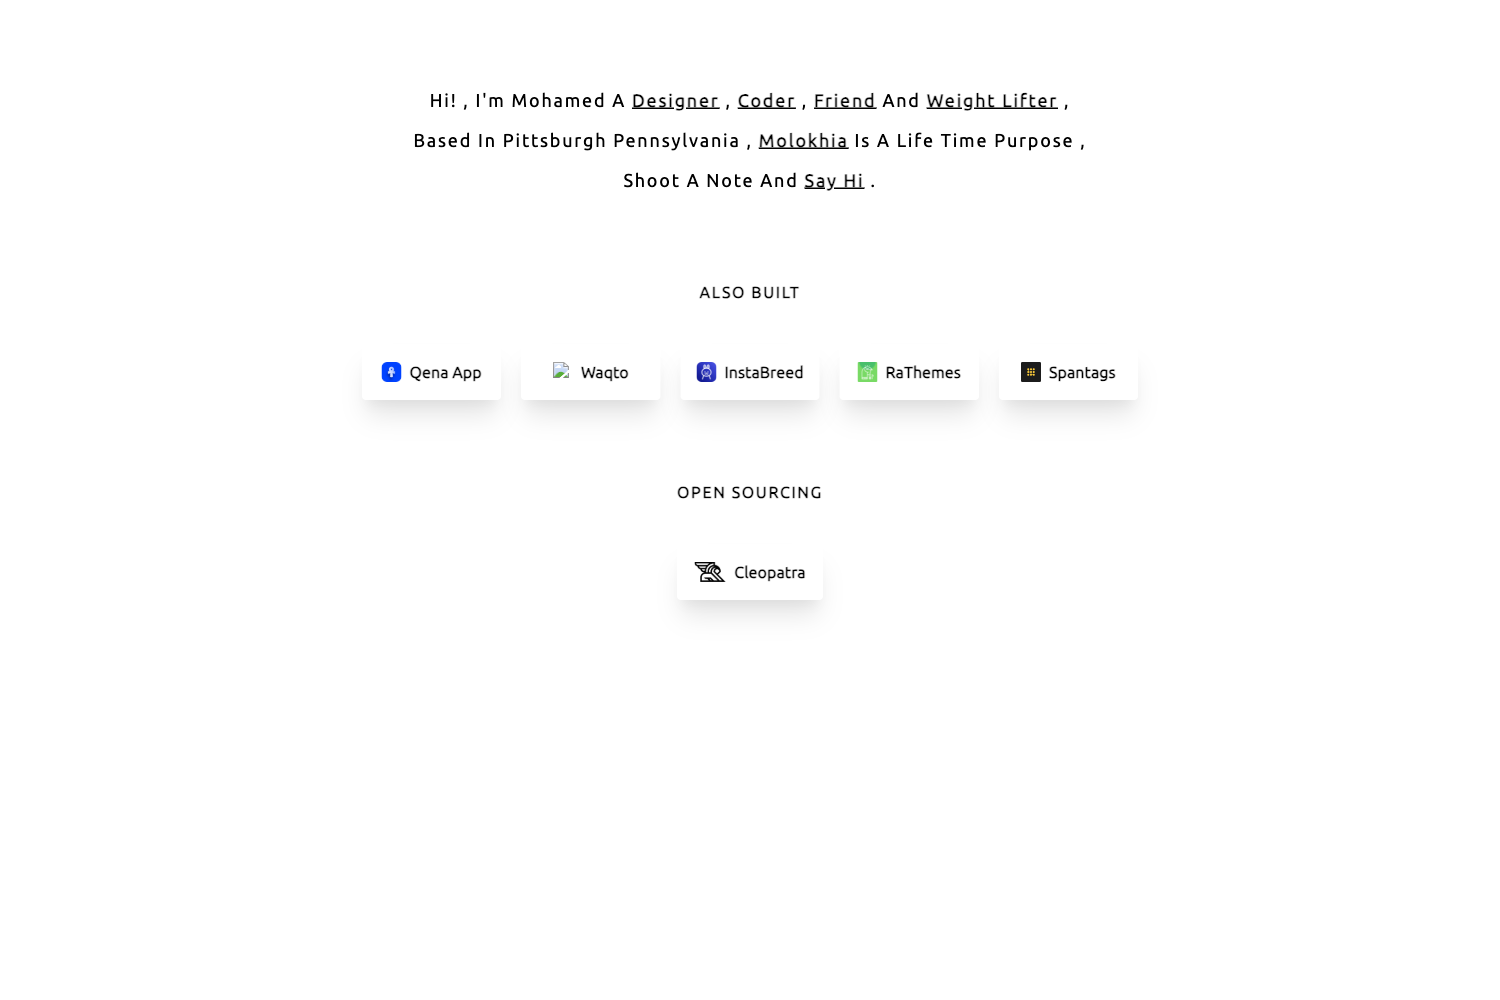 Hi! , I'm Mohamed A Designer , Coder , Friend And Weight Lifter ,
Based In Pittsburgh Pennsylvania , Molokhia Is A Life Time Purpose ,
Shoot A Note And Say Hi .
ALSO BUILT
Qena App
Waqto
InstaBreed
RaThemes
Spantags
OPEN SOURCING
Cleopatra